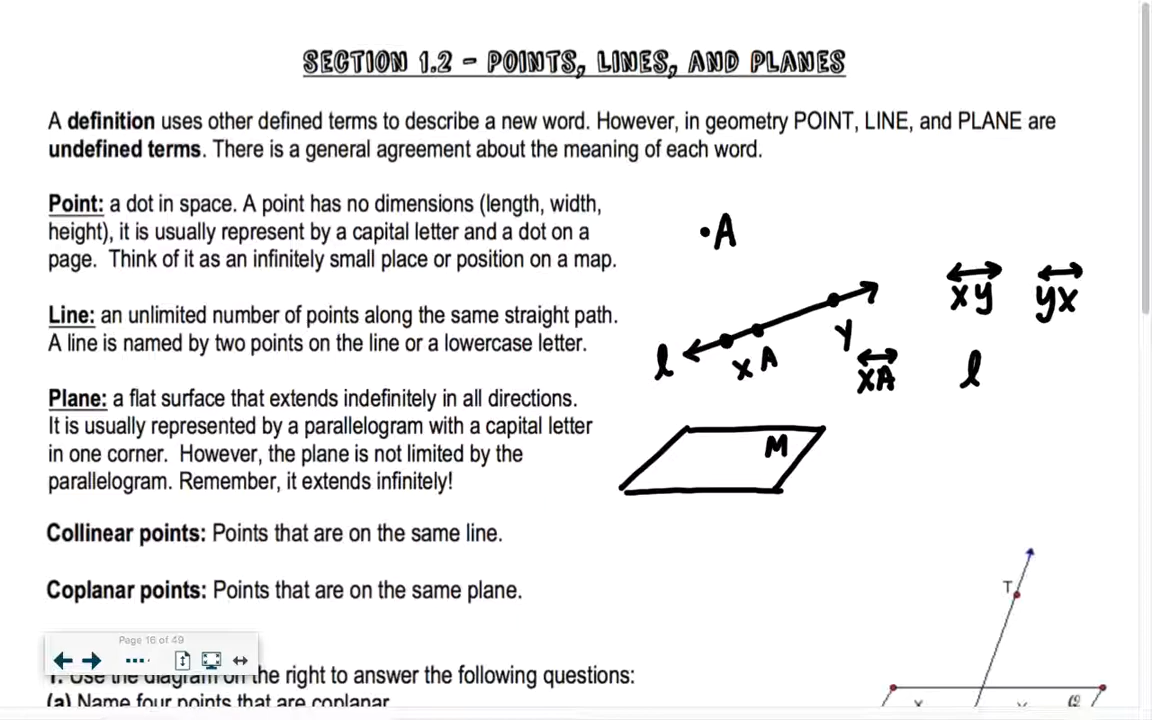 SECTION 1.2 - POINTS, LINES, AND PLANES
A definition uses other defined terms to describe a new word. However, in geometry POINT, LINE, and PLANE are
undefined terms. There is a general agreement about the meaning of each word.
Point: a dot in space. A point has no dimensions (length, width,
height), it is usually represent by a capital letter and a dot on a
page. Think of it as an infinitely small place or position on a map.
A
Line: an unlimited number of points along the same straight path.
A line is named by two points on the line or a lowercase letter.
l
X A
Y
XY YX
XA l
Plane: a flat surface that extends indefinitely in all directions.
It is usually represented by a parallelogram with a capital letter
in one corner. However, the plane is not limited by the
parallelogram. Remember, it extends infinitely!
M
Collinear points: Points that are on the same line.
Coplanar points: Points that are on the same plane.
T
Page 16 of 49
1. Use the diagram on the right to answer the following questions:
(a) Name four points that are coplanar